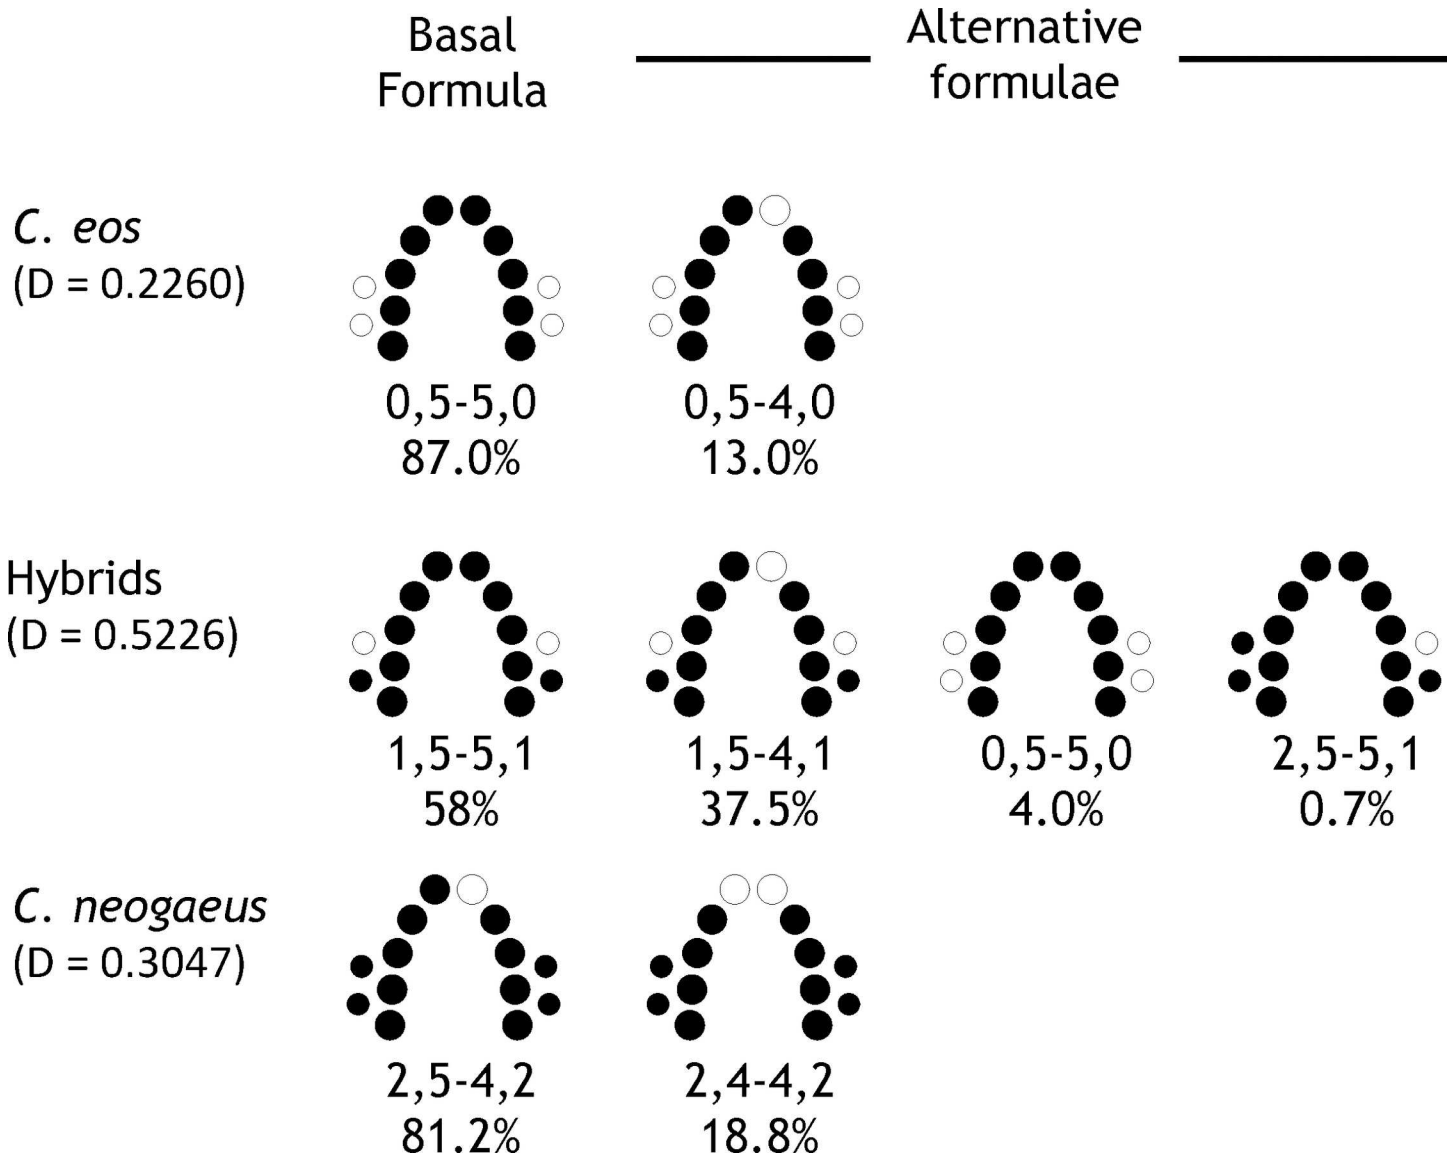 Basal
Formula
Alternative
formulae
C. eos
(D = 0.2260)
0,5-5,0
87.0%
0,5-4,0
13.0%
Hybrids
(D = 0.5226)
1,5-5,1
58%
1,5-4,1
37.5%
0,5-5,0
4.0%
2,5-5,1
0.7%
C. neogaeus
(D = 0.3047)
2,5-4,2
81.2%
2,4-4,2
18.8%